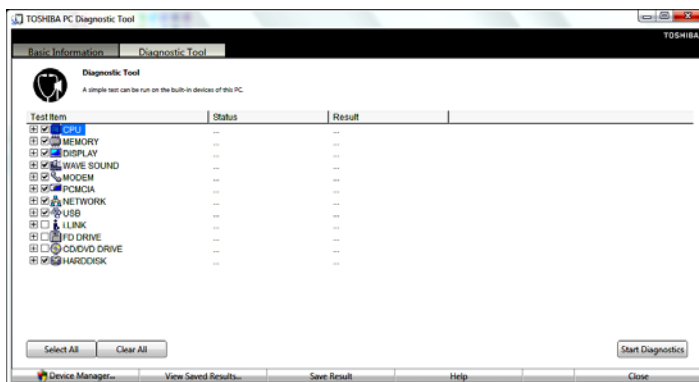 TOSHIBA PC Diagnostic Tool
TOSHIBA
Basic Information Diagnostic Tool
Diagnostic Tool
A simple test can be run on the built-in devices of this PC.
Test Item Status Result
CPU ... ...
MEMORY ... ...
DISPLAY ... ...
WAVE SOUND ... ...
MODEM ... ...
PCMCIA ... ...
NETWORK ... ...
USB ... ...
i.LINK ... ...
FD DRIVE ... ...
CD/DVD DRIVE ... ...
HARDDISK ... ...
Select All Clear All Start Diagnostics
Device Manager... View Saved Results... Save Result Help Close